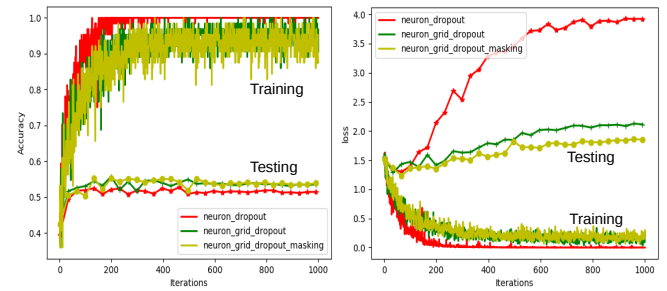 1.0
0.9
0.8
0.7
0.6
0.5
0.4
Accuracy
Training
Testing
neuron_dropout
neuron_grid_dropout
neuron_grid_dropout_masking
0 200 400 600 800 1000
Iterations
4.0
3.5
3.0
2.5
2.0
1.5
1.0
0.5
0.0
loss
neuron_dropout
neuron_grid_dropout
neuron_grid_dropout_masking
Testing
Training
0 200 400 600 800 1000
Iterations